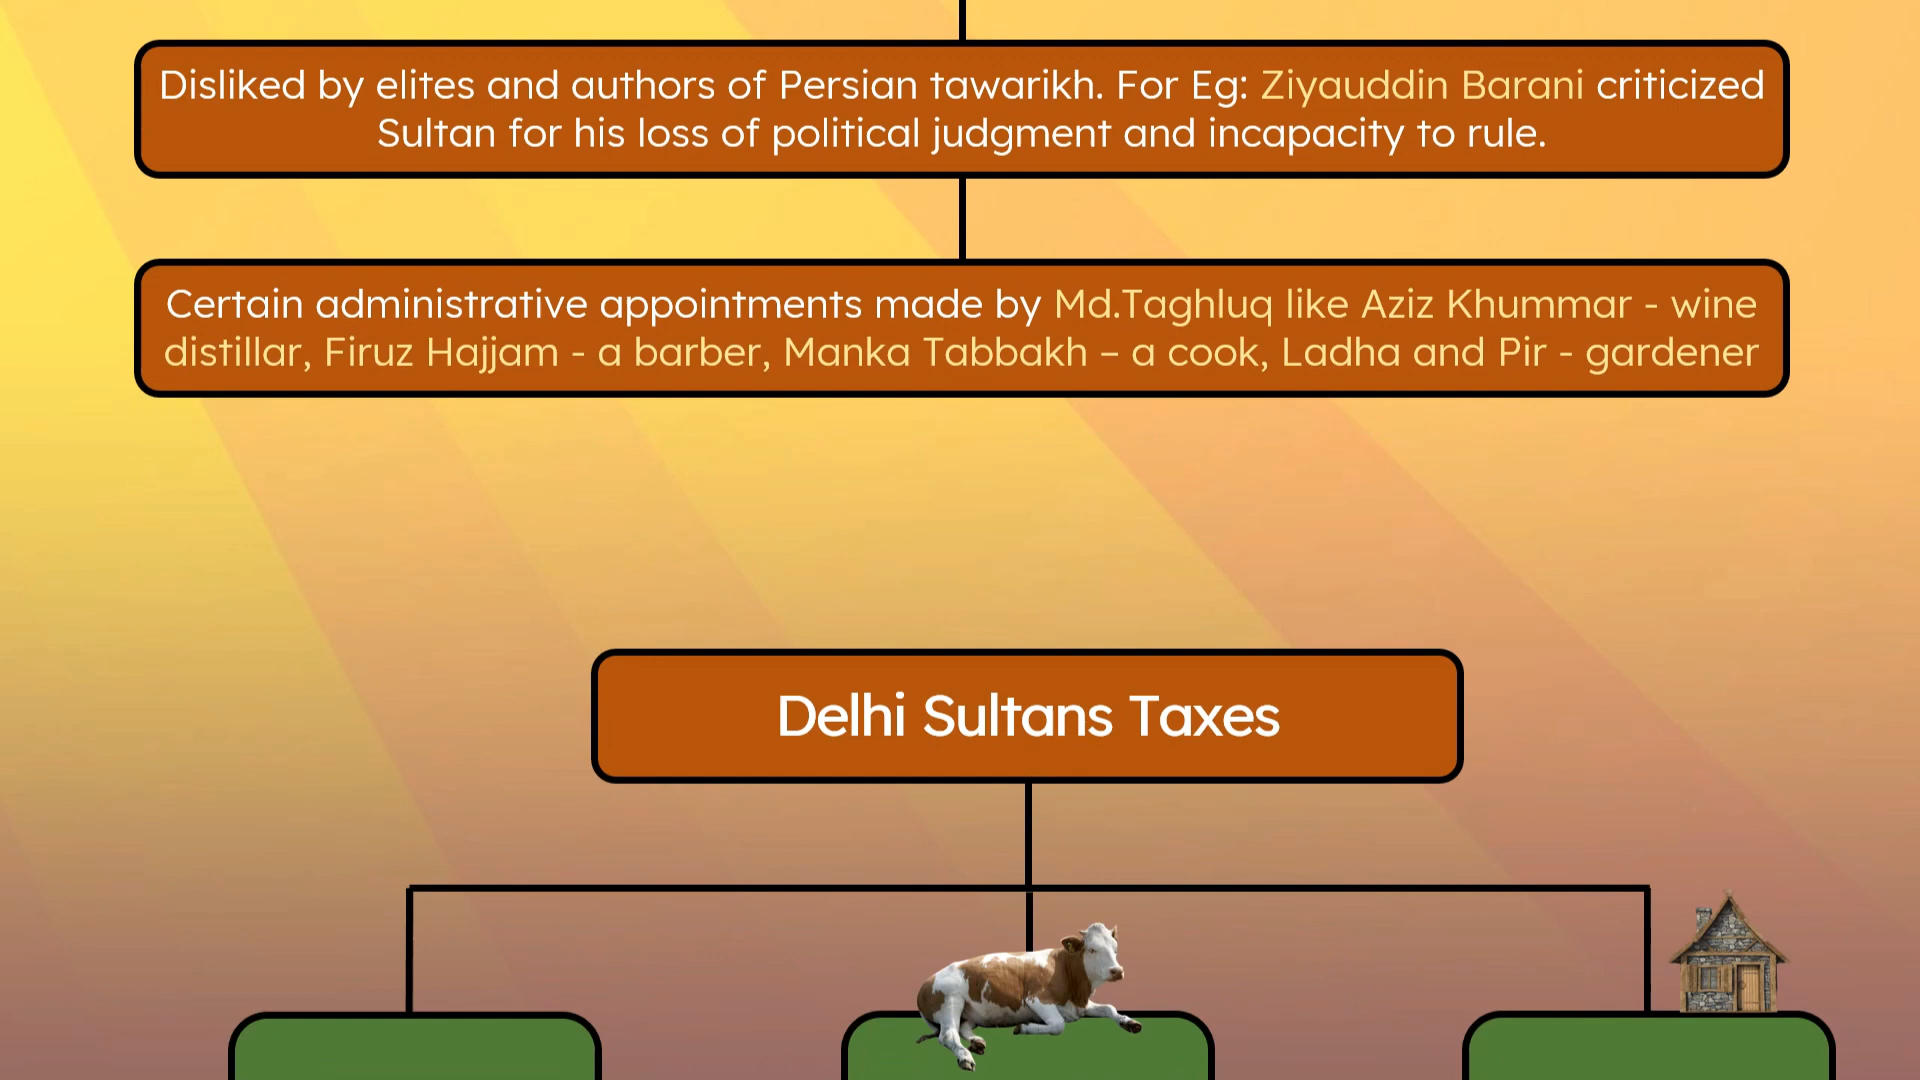 Disliked by elites and authors of Persian tawarikh. For Eg: Ziyauddin Barani criticized
Sultan for his loss of political judgment and incapacity to rule.
Certain administrative appointments made by Md.Taghluq like Aziz Khummar - wine
distillar, Firuz Hajjam - a barber, Manka Tabbakh – a cook, Ladha and Pir - gardener
Delhi Sultans Taxes